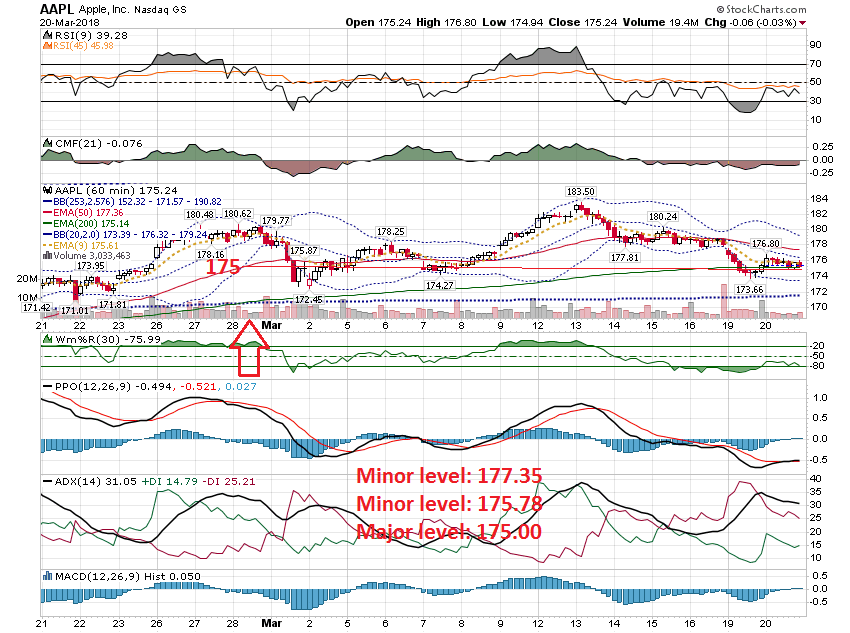 AAPL Apple, Inc. Nasdaq GS © StockCharts.com
20-Mar-2018 Open 175.24 High 176.80 Low 174.94 Close 175.24 Volume 19.4M Chg -0.06 (-0.03%)
RSI(9) 39.28
RSI(45) 45.98
90
70
50
30
10
CMF(21) -0.076
0.25
0.00
-0.25
AAPL (60 min) 175.24
BB(253,2.576) 152.32 - 171.57 - 190.82
EMA(50) 177.36
EMA(200) 175.14
BB(20,2.0) 173.39 - 176.32 - 179.24
EMA(9) 175.61
Volume 3,033,463
184
182
180
178
176
174
172
170
20M
10M
183.50
180.48
180.62
179.77
180.24
178.25
178.16
175.87
177.81
176.80
173.95
175
174.27
173.66
172.45
171.42
171.01
171.81
21 22 23 26 27 28 Mar 2 5 6 7 8 9 12 13 14 15 16 19 20
Wm%R(30) -75.99
-20
-50
-80
PPO(12,26,9) -0.494, -0.521, 0.027
1.0
0.5
0.0
-0.5
ADX(14) 31.05 +DI 14.79 -DI 25.21
40
35
30
25
20
15
10
Minor level: 177.35
Minor level: 175.78
Major level: 175.00
MACD(12,26,9) Hist 0.050
0.5
0.0
-0.5
21 22 23 26 27 28 Mar 2 5 6 7 8 9 12 13 14 15 16 19 20